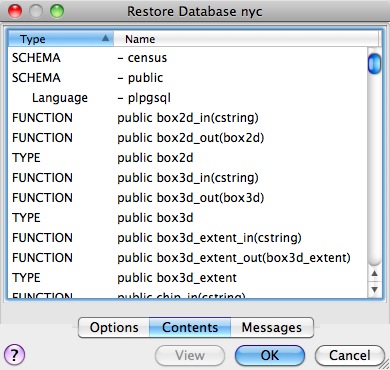 Restore Database nyc
Type Name
SCHEMA – census
SCHEMA – public
Language – plpgsql
FUNCTION public box2d_in(cstring)
FUNCTION public box2d_out(box2d)
TYPE public box2d
FUNCTION public box3d_in(cstring)
FUNCTION public box3d_out(box3d)
TYPE public box3d
FUNCTION public box3d_extent_in(cstring)
FUNCTION public box3d_extent_out(box3d_extent)
TYPE public box3d_extent
FUNCTION public chip_in(cstring)
Options Contents Messages
? View OK Cancel